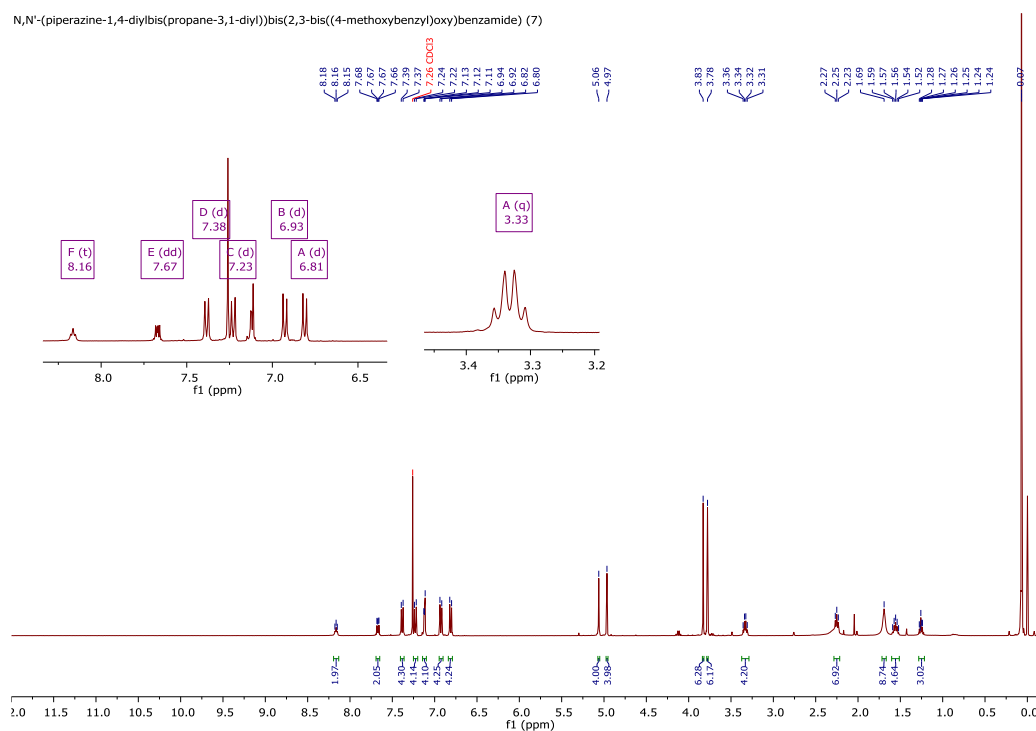 N,N'-(piperazine-1,4-diylbis(propane-3,1-diyl))bis(2,3-bis((4-methoxybenzyl)oxy)benzamide) (7)
8.18 8.16 8.15 7.68 7.67 7.67 7.66 7.39 7.37 7.26 CDCl3 7.24 7.22 7.13 7.12 7.11 6.94 6.92 6.82 6.80 5.06 4.97 3.83 3.78 3.36 3.34 3.32 3.31 2.27 2.25 2.23 1.69 1.59 1.57 1.56 1.54 1.52 1.28 1.27 1.26 1.25 1.24 1.24 0.07
D (d)
7.38
B (d)
6.93
A (q)
3.33
F (t)
8.16
E (dd)
7.67
C (d)
7.23
A (d)
6.81
8.0 7.5 7.0 6.5
f1 (ppm)
3.4 3.3 3.2
f1 (ppm)
1.97 2.05 4.30 4.14 4.10 4.25 4.24 4.00 3.98 6.28 6.17 4.20 6.92 8.74 4.64 3.02
2.0 11.5 11.0 10.5 10.0 9.5 9.0 8.5 8.0 7.5 7.0 6.5 6.0 5.5 5.0 4.5 4.0 3.5 3.0 2.5 2.0 1.5 1.0 0.5 0.0
f1 (ppm)